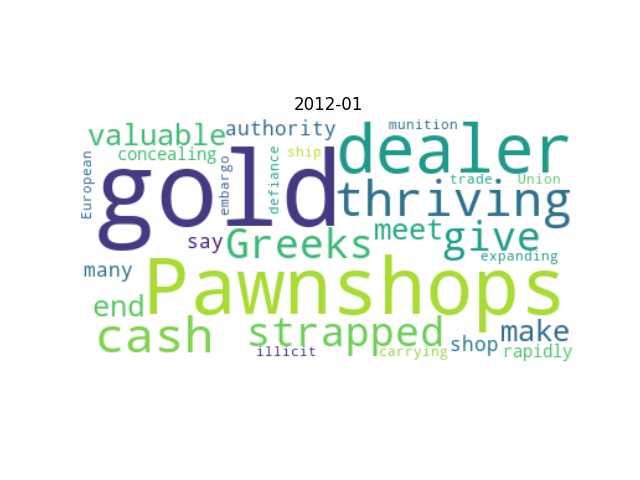 2012-01
valuable
authority
munition
dealer
concealing
ship
European
gold
embargo
defiance
trade
Union
thriving
say
Greeks
meet
give
expanding
many
Pawnshops
end
cash
strapped
make
shop
illicit
carrying
rapidly